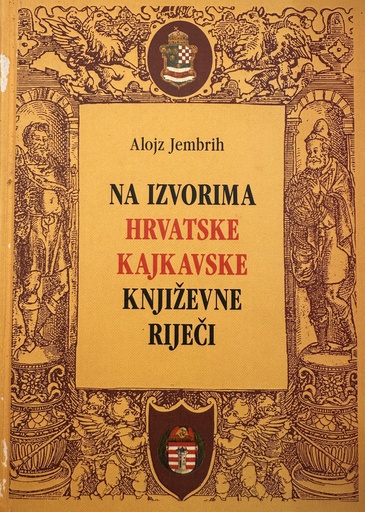 Alojz Jembrih
NA IZVORIMA
HRVATSKE
KAJKAVSKE
KNJIŽEVNE
RIJEČI